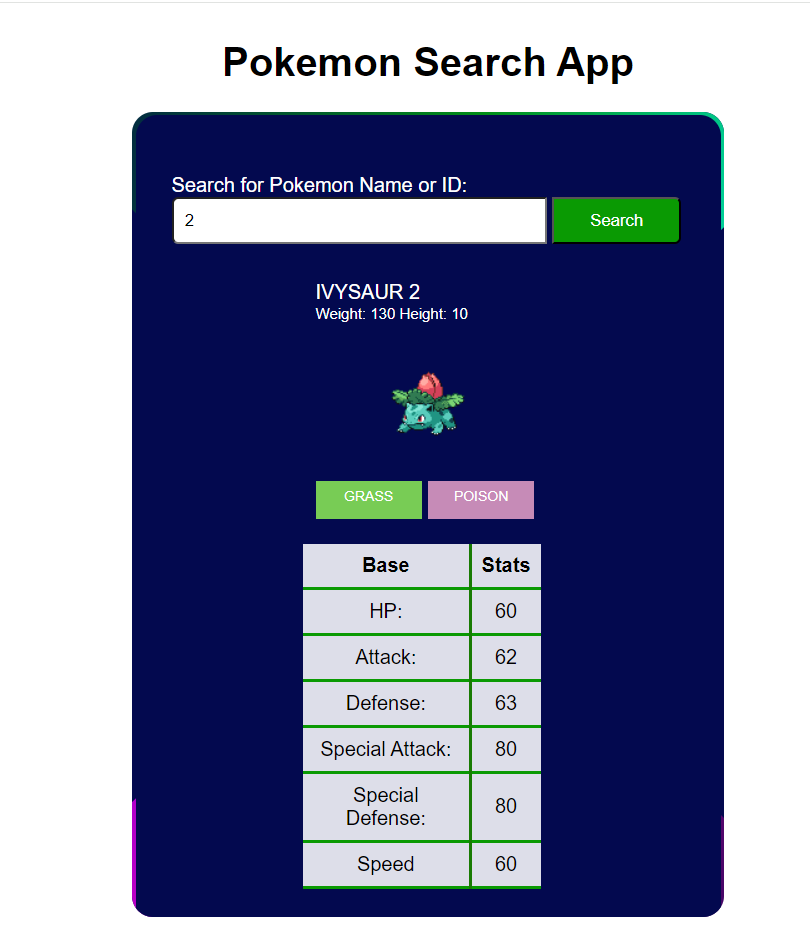 Pokemon Search App
Search for Pokemon Name or ID:
2 Search
IVYSAUR 2
Weight: 130 Height: 10
GRASS POISON
Base Stats
HP: 60
Attack: 62
Defense: 63
Special Attack: 80
Special
Defense: 80
Speed 60